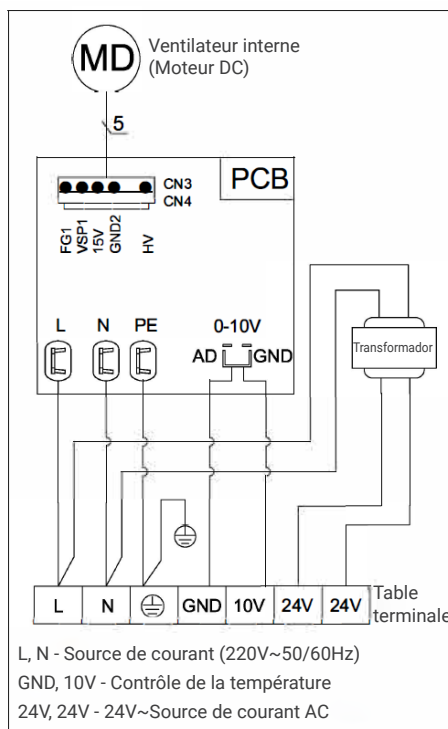 MD
Ventilateur interne
(Moteur DC)
5
PCB
CN3
CN4
FG1
VSP1
15V
GND2
HV
L N PE
0-10V
AD GND
Transformador
L N GND 10V 24V 24V
Table
terminale
L, N - Source de courant (220V~50/60Hz)
GND, 10V - Contrôle de la température
24V, 24V - 24V~Source de courant AC